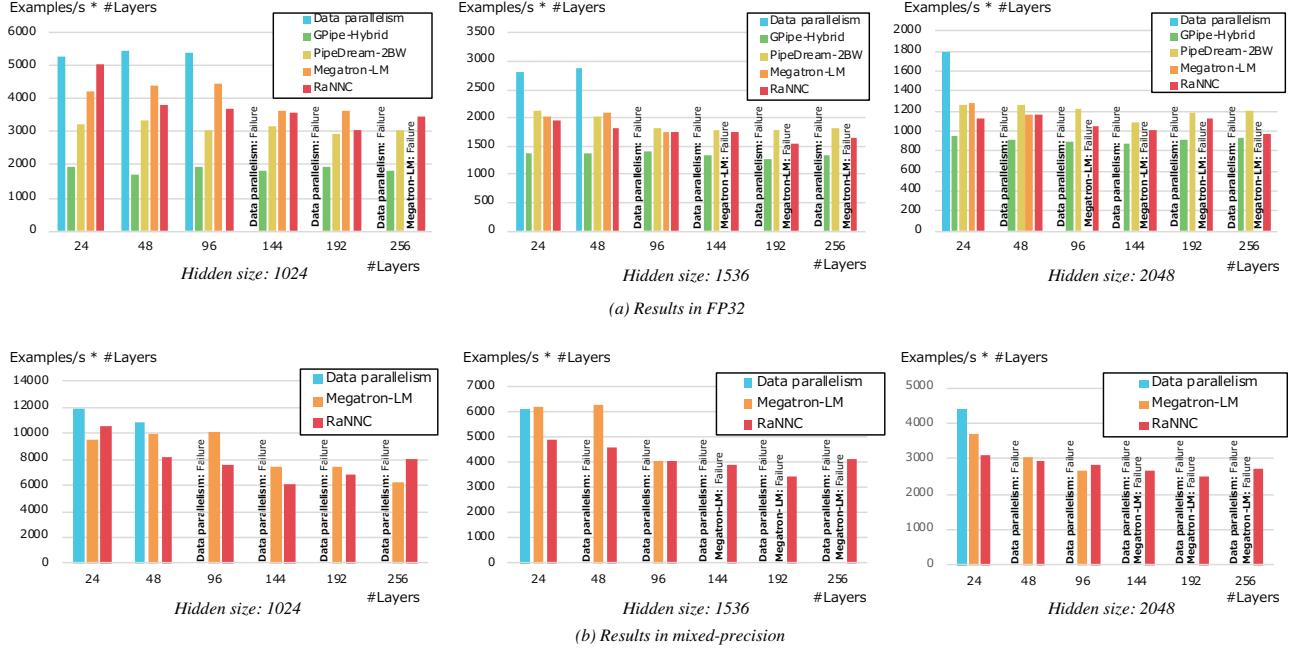 Examples/s * #Layers
6000
5000
4000
3000
2000
1000
0
Data parallelism
GPipe-Hybrid
PipeDream-2BW
Megatron-LM
RaNNC
Data parallelism: Failure
Data parallelism: Failure
Data parallelism: Failure
Megatron-LM: Failure
24 48 96 144 192 256
#Layers
Hidden size: 1024
Examples/s * #Layers
3500
3000
2500
2000
1500
1000
500
0
Data parallelism
GPipe-Hybrid
PipeDream-2BW
Megatron-LM
RaNNC
Data parallelism: Failure
Data parallelism: Failure
Megatron-LM: Failure
Data parallelism: Failure
Megatron-LM: Failure
Data parallelism: Failure
Megatron-LM: Failure
24 48 96 144 192 256
#Layers
Hidden size: 1536
Examples/s * #Layers
2000
1800
1600
1400
1200
1000
800
600
400
200
0
Data parallelism
GPipe-Hybrid
PipeDream-2BW
Megatron-LM
RaNNC
Data parallelism: Failure
Data parallelism: Failure
Megatron-LM: Failure
Data parallelism: Failure
Megatron-LM: Failure
Data parallelism: Failure
Megatron-LM: Failure
Data parallelism: Failure
Megatron-LM: Failure
24 48 96 144 192 256
#Layers
Hidden size: 2048
(a) Results in FP32
Examples/s * #Layers
14000
12000
10000
8000
6000
4000
2000
0
Data parallelism
Megatron-LM
RaNNC
Data parallelism: Failure
Data parallelism: Failure
Data parallelism: Failure
Data parallelism: Failure
24 48 96 144 192 256
#Layers
Hidden size: 1024
Examples/s * #Layers
7000
6000
5000
4000
3000
2000
1000
0
Data parallelism
Megatron-LM
RaNNC
Data parallelism: Failure
Data parallelism: Failure
Data parallelism: Failure
Megatron-LM: Failure
Data parallelism: Failure
Megatron-LM: Failure
Data parallelism: Failure
Megatron-LM: Failure
24 48 96 144 192 256
#Layers
Hidden size: 1536
Examples/s * #Layers
5000
4000
3000
2000
1000
0
Data parallelism
Megatron-LM
RaNNC
Data parallelism: Failure
Data parallelism: Failure
Data parallelism: Failure
Megatron-LM: Failure
Data parallelism: Failure
Megatron-LM: Failure
Data parallelism: Failure
Megatron-LM: Failure
24 48 96 144 192 256
#Layers
Hidden size: 2048
(b) Results in mixed-precision